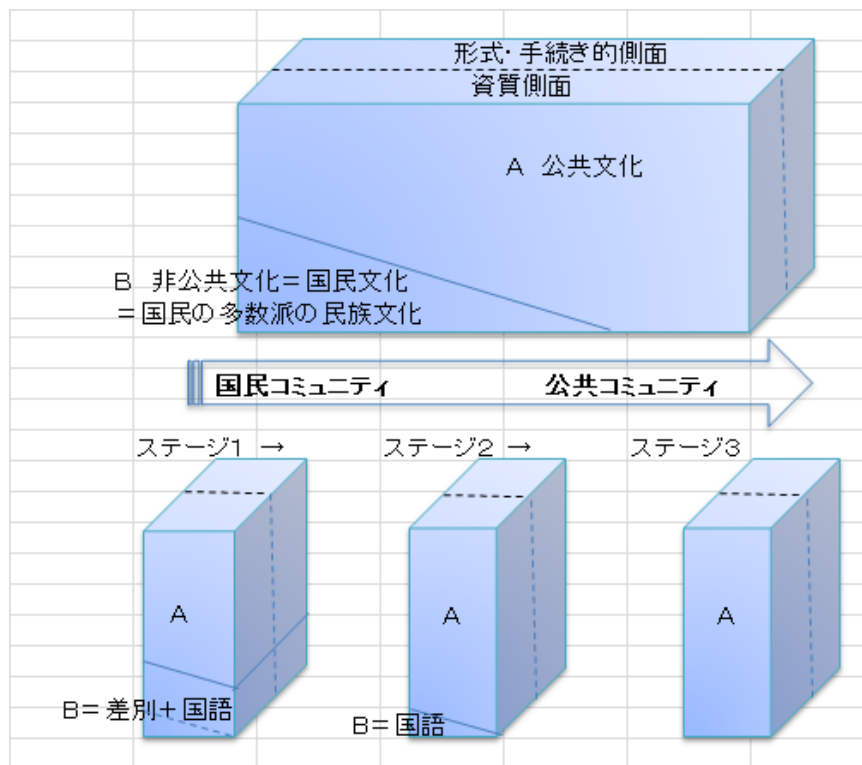 形式・手続き的側面
資質側面
A 公共文化
B 非公共文化＝国民文化
＝国民の多数派の民族文化
国民コミュニティ 公共コミュニティ
ステージ1 → ステージ2 → ステージ3
A A A
B＝差別＋国語 B＝国語